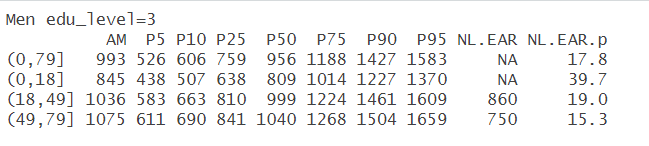 Men edu_level=3
AM P5 P10 P25 P50 P75 P90 P95 NL.EAR NL.EAR.p
(0,79] 993 526 606 759 956 1188 1427 1583 NA 17.8
(0,18] 845 438 507 638 809 1014 1227 1370 NA 39.7
(18,49] 1036 583 663 810 999 1224 1461 1609 860 19.0
(49,79] 1075 611 690 841 1040 1268 1504 1659 750 15.3